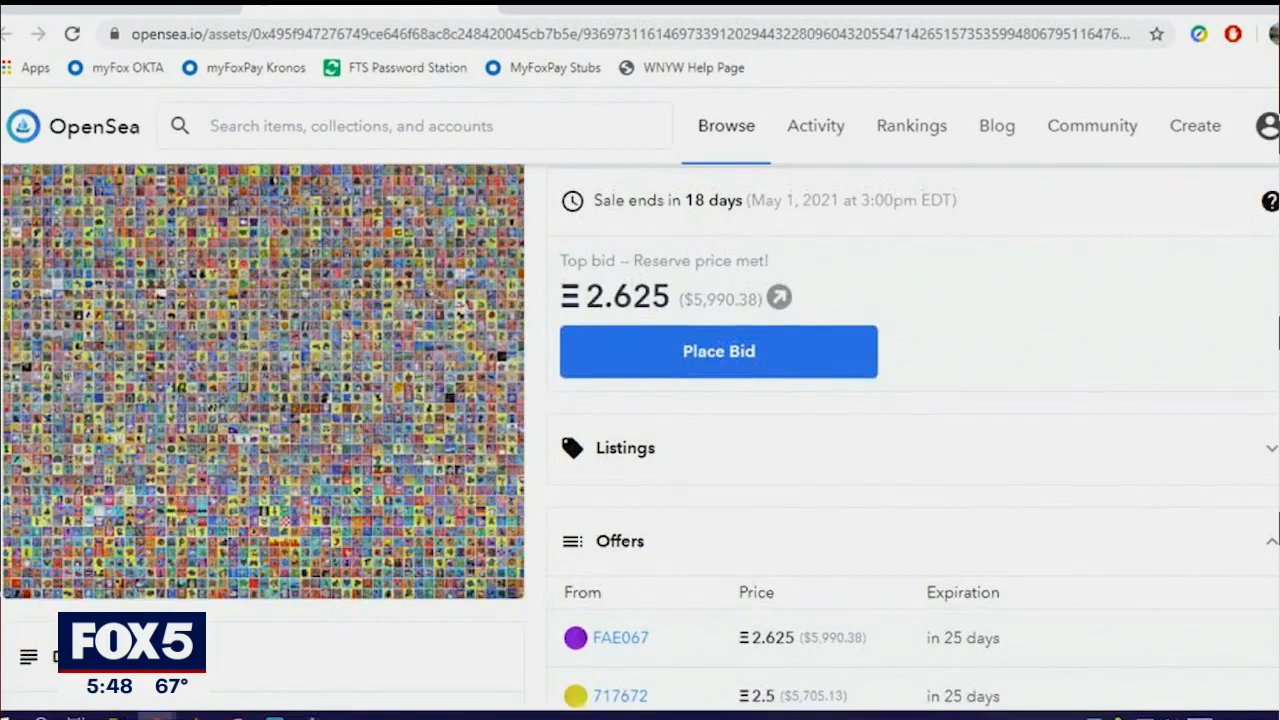 opensea.io/assets/0x495f947276749ce646f68ac8c248420045cb7b5e/93697311614697339120294432280960432055471426515735359948067951164​76...
Apps myFox OKTA myFoxPay Kronos FTS Password Station MyFoxPay Stubs WNYW Help Page
OpenSea Search items, collections, and accounts Browse Activity Rankings Blog Community Create
Sale ends in 18 days (May 1, 2021 at 3:00pm EDT)
Top bid -- Reserve price met!
Ξ 2.625 ($5,990.38)
Place Bid
Listings
Offers
From Price Expiration
FAE067 Ξ 2.625 ($5,990.38) in 25 days
717672 Ξ 2.5 ($5,705.13) in 25 days
FOX5
5:48 67°